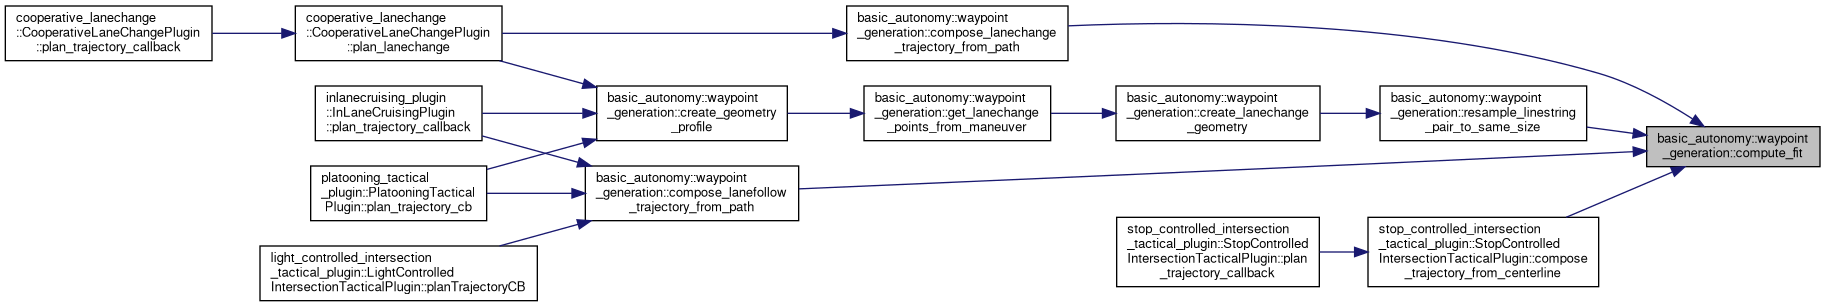 cooperative_lanechange
::CooperativeLaneChangePlugin
::plan_trajectory_callback
cooperative_lanechange
::CooperativeLaneChangePlugin
::plan_lanechange
basic_autonomy::waypoint
_generation::compose_lanechange
_trajectory_from_path
inlanecruising_plugin
::InLaneCruisingPlugin
::plan_trajectory_callback
basic_autonomy::waypoint
_generation::create_geometry
_profile
basic_autonomy::waypoint
_generation::get_lanechange
_points_from_maneuver
basic_autonomy::waypoint
_generation::create_lanechange
_geometry
basic_autonomy::waypoint
_generation::resample_linestring
_pair_to_same_size
basic_autonomy::waypoint
_generation::compute_fit
platooning_tactical
_plugin::PlatooningTactical
Plugin::plan_trajectory_cb
basic_autonomy::waypoint
_generation::compose_lanefollow
_trajectory_from_path
stop_controlled_intersection
_tactical_plugin::StopControlled
IntersectionTacticalPlugin::plan
_trajectory_callback
stop_controlled_intersection
_tactical_plugin::StopControlled
IntersectionTacticalPlugin::compose
_trajectory_from_centerline
light_controlled_intersection
_tactical_plugin::LightControlled
IntersectionTacticalPlugin::planTrajectoryCB